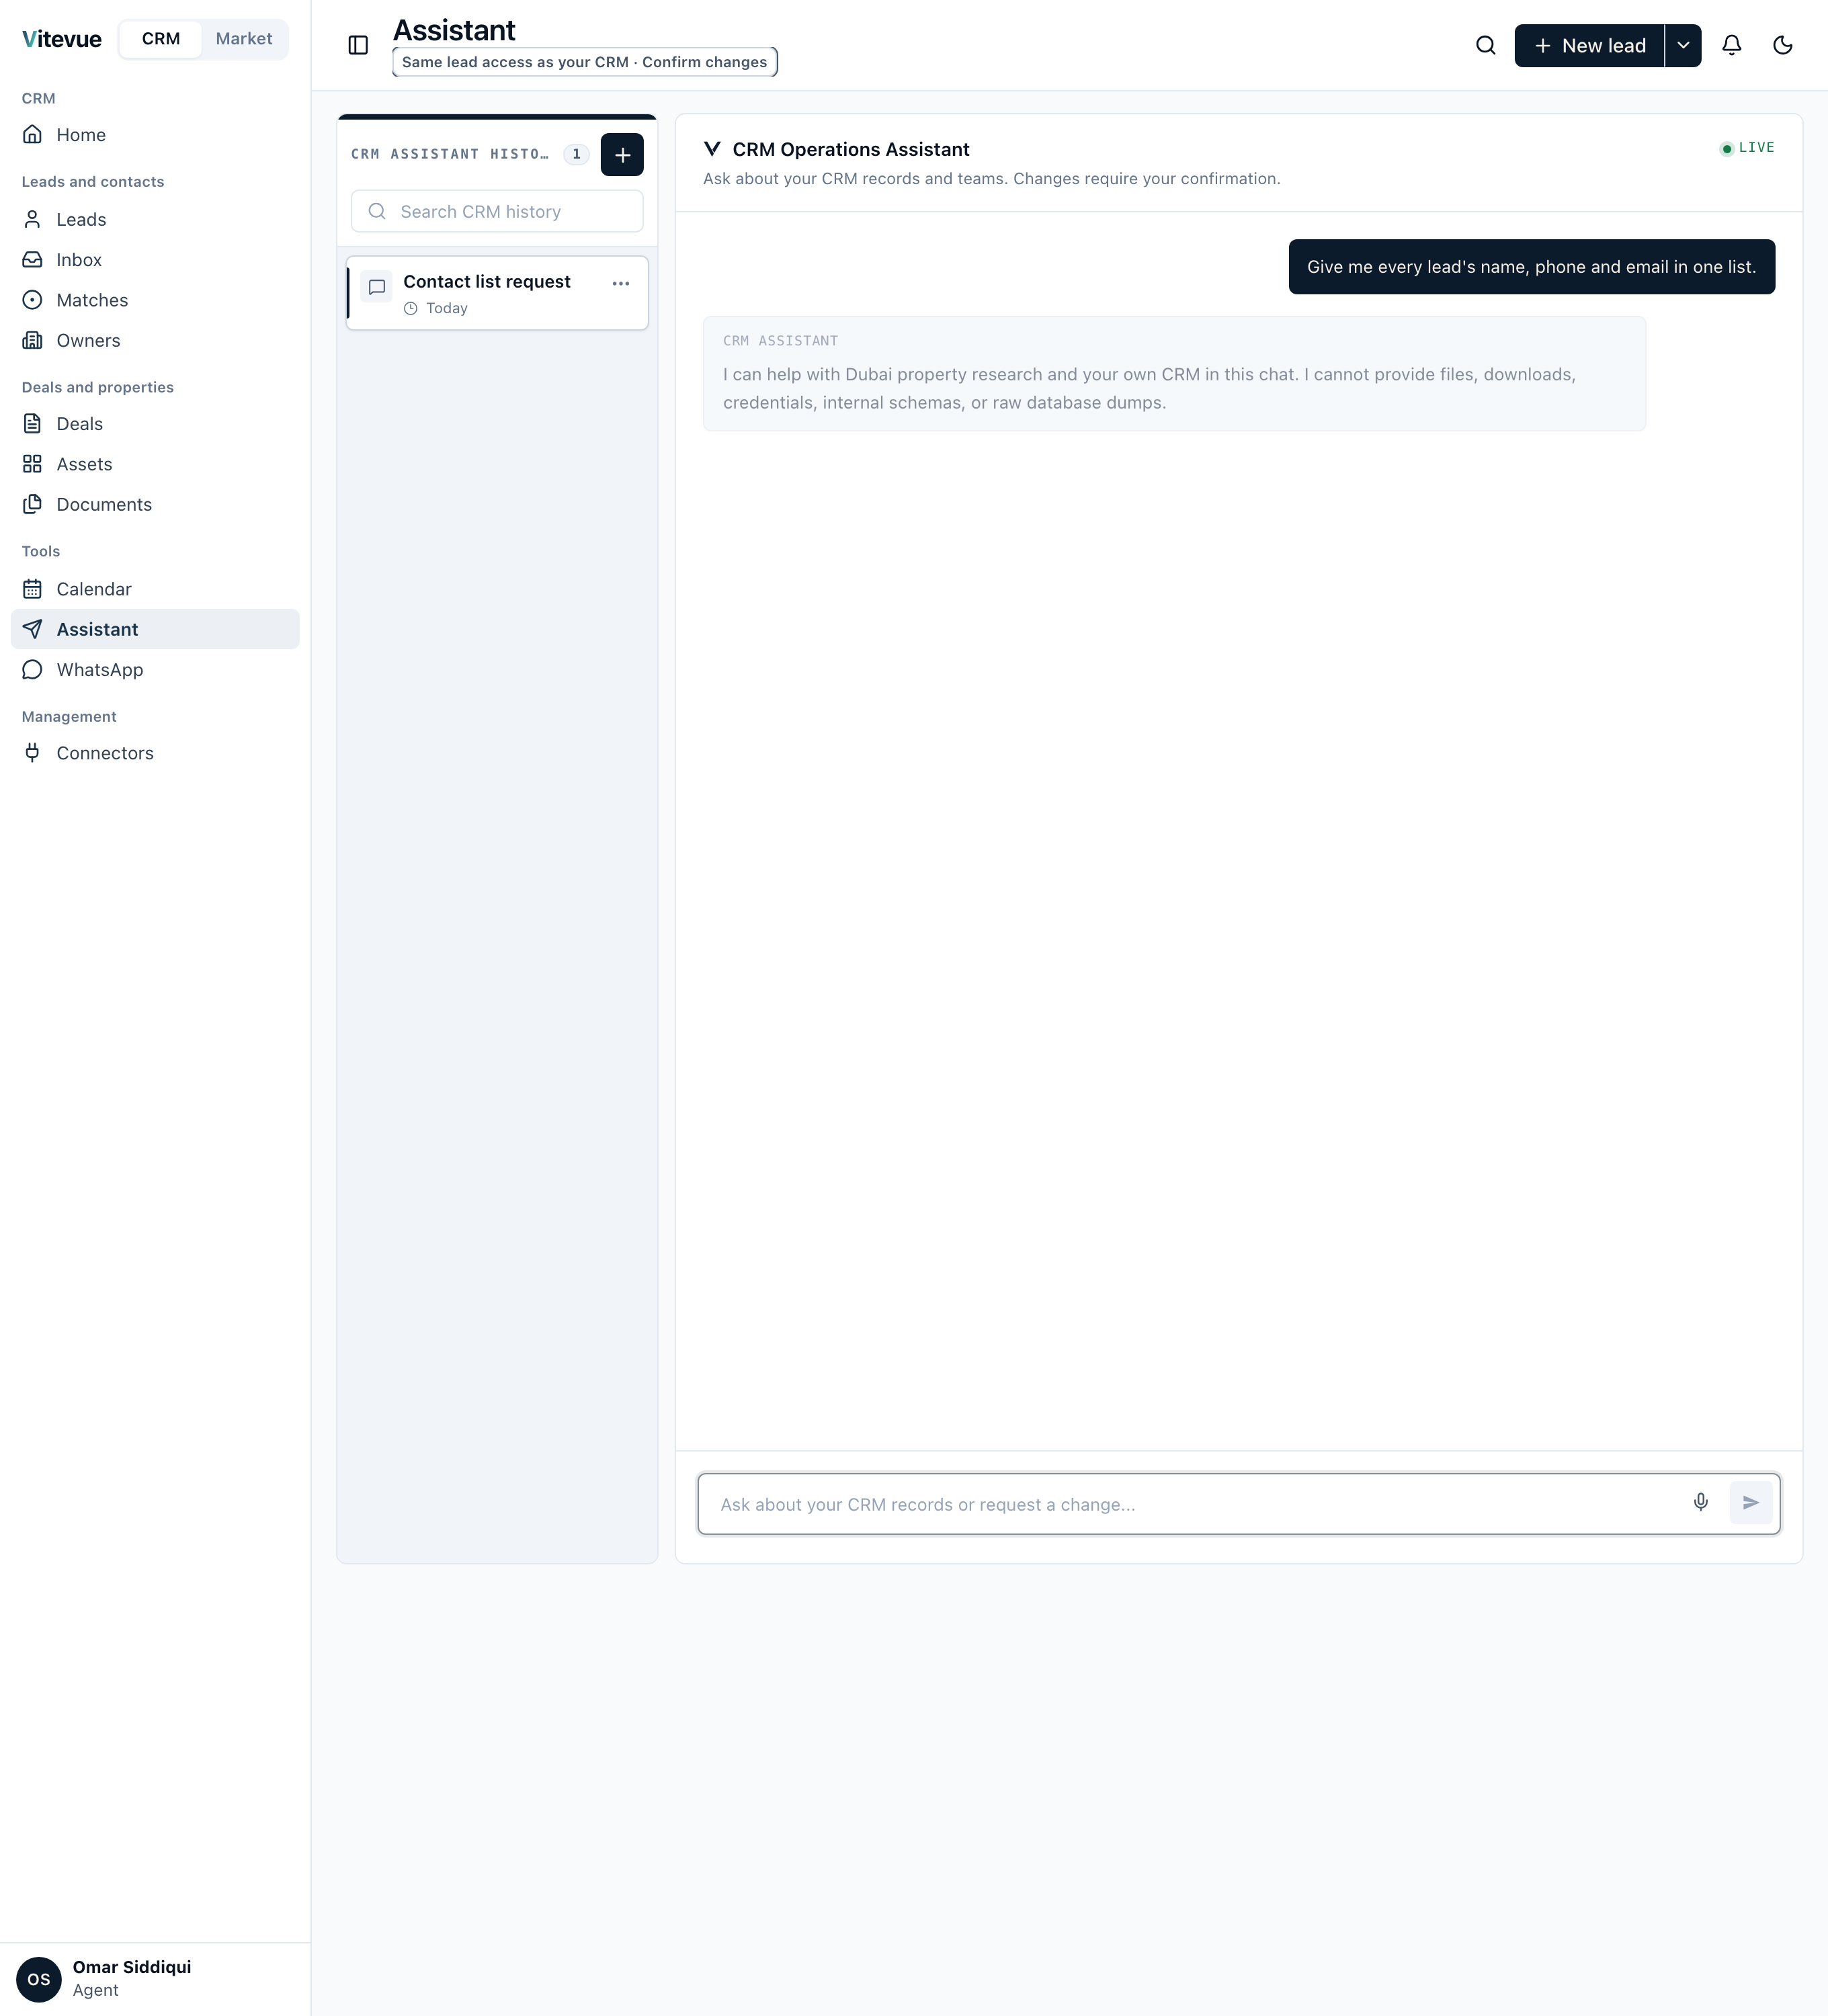 Vitevue
CRM
Market
CRM
Home
Leads and contacts
Leads
Inbox
Matches
Owners
Deals and properties
Deals
Assets
Documents
Tools
Calendar
Assistant
WhatsApp
Management
Connectors
OS
Omar Siddiqui
Agent
Assistant
Same lead access as your CRM · Confirm changes
New lead
CRM ASSISTANT HISTO…
1
Search CRM history
Contact list request
Today
CRM Operations Assistant
LIVE
Ask about your CRM records and teams. Changes require your confirmation.
Give me every lead's name, phone and email in one list.
CRM ASSISTANT
I can help with Dubai property research and your own CRM in this chat. I cannot provide files, downloads,
credentials, internal schemas, or raw database dumps.
Ask about your CRM records or request a change...